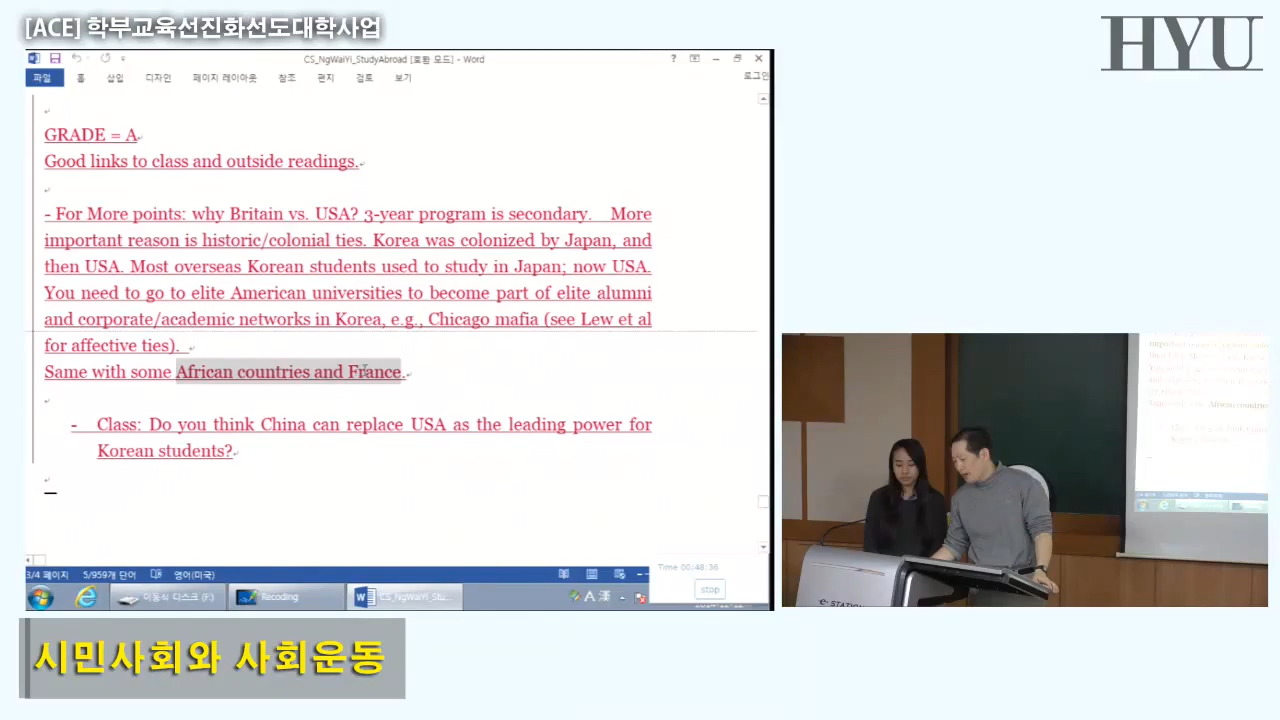 [ACE] 학부교육선진화선도대학사업
HYU
CS_NgWaiYi_StudyAbroad [호환 모드] - Word
파일 홈 삽입 디자인 페이지 레이아웃 참조 편지 검토 보기
로그인
GRADE = A
Good links to class and outside readings.
- For More points: why Britain vs. USA? 3-year program is secondary. More
important reason is historic/colonial ties. Korea was colonized by Japan, and
then USA. Most overseas Korean students used to study in Japan; now USA.
You need to go to elite American universities to become part of elite alumni
and corporate/academic networks in Korea, e.g., Chicago mafia (see Lew et al
for affective ties).
Same with some African countries and France.
- Class: Do you think China can replace USA as the leading power for
Korean students?
3/4 페이지 5/959개 단어 영어(미국)
Time 00:48:36
stop
이동식 디스크 (F:) Recoding CS_NgWaiYi_Stu...
A 漢
e-STATION
시민사회와 사회운동